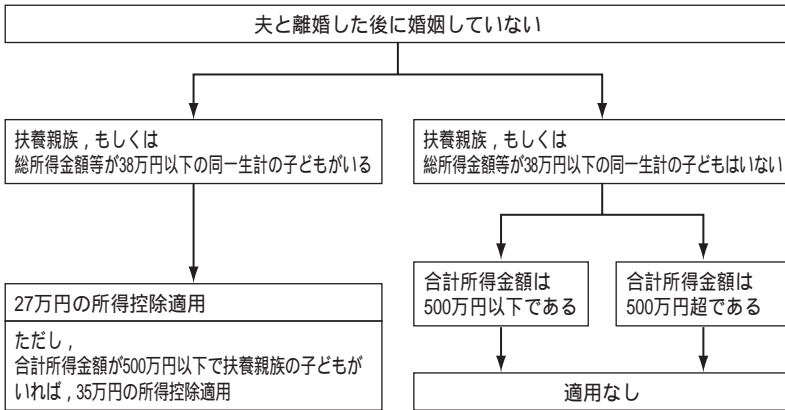 夫と離婚した後に婚姻していない
扶養親族，もしくは
総所得金額等が38万円以下の同一生計の子どもがいる
扶養親族，もしくは
総所得金額等が38万円以下の同一生計の子どもはいない
27万円の所得控除適用
ただし，
合計所得金額が500万円以下で扶養親族の子どもが
いれば，35万円の所得控除適用
合計所得金額は
500万円以下である
合計所得金額は
500万円超である
適用なし